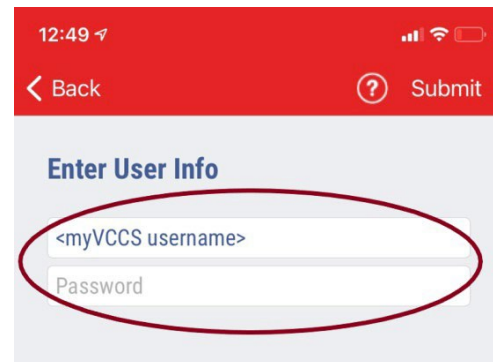 12:49
Back ? Submit
Enter User Info
<myVCCS username>
Password